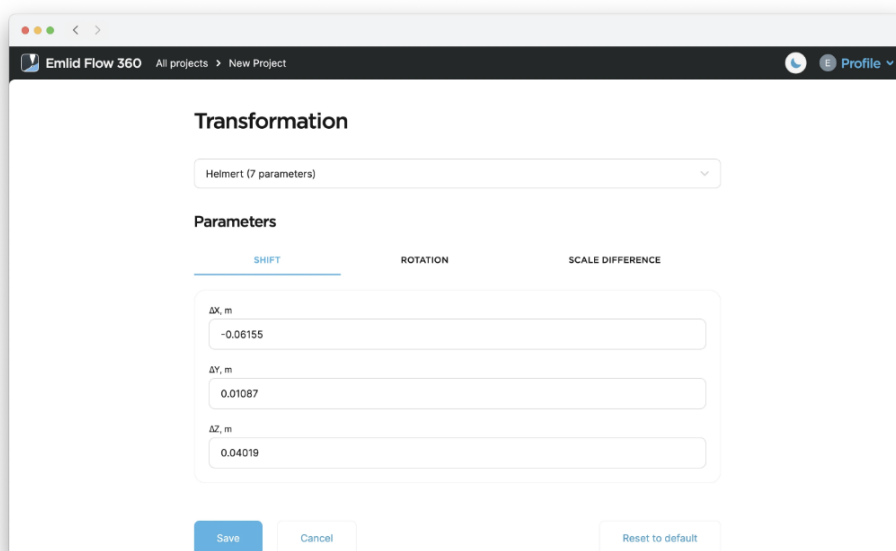 Emlid Flow 360 All projects > New Project E Profile
Transformation
Helmert (7 parameters)
Parameters
SHIFT ROTATION SCALE DIFFERENCE
ΔX, m
-0.06155
ΔY, m
0.01087
ΔZ, m
0.04019
Save Cancel Reset to default